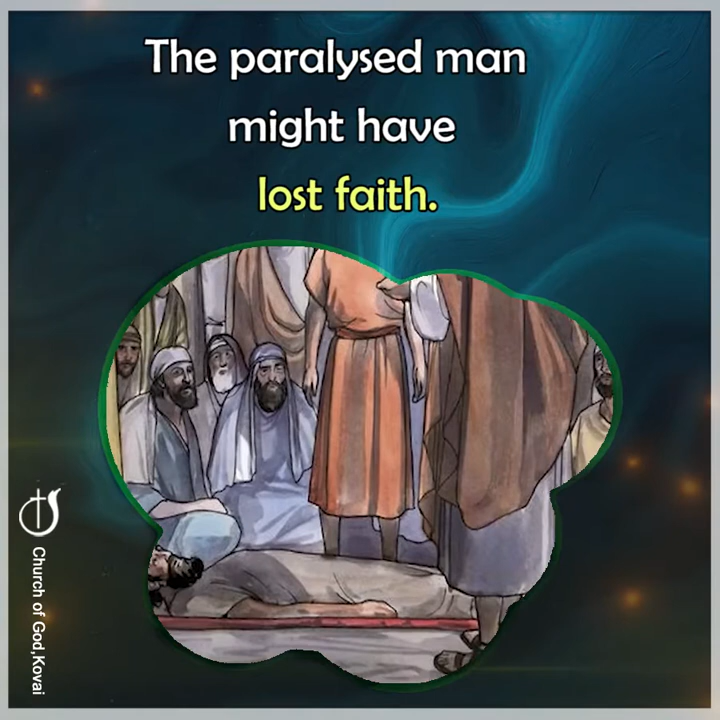 The paralysed man
might have
lost faith.
Church of God,Kovai